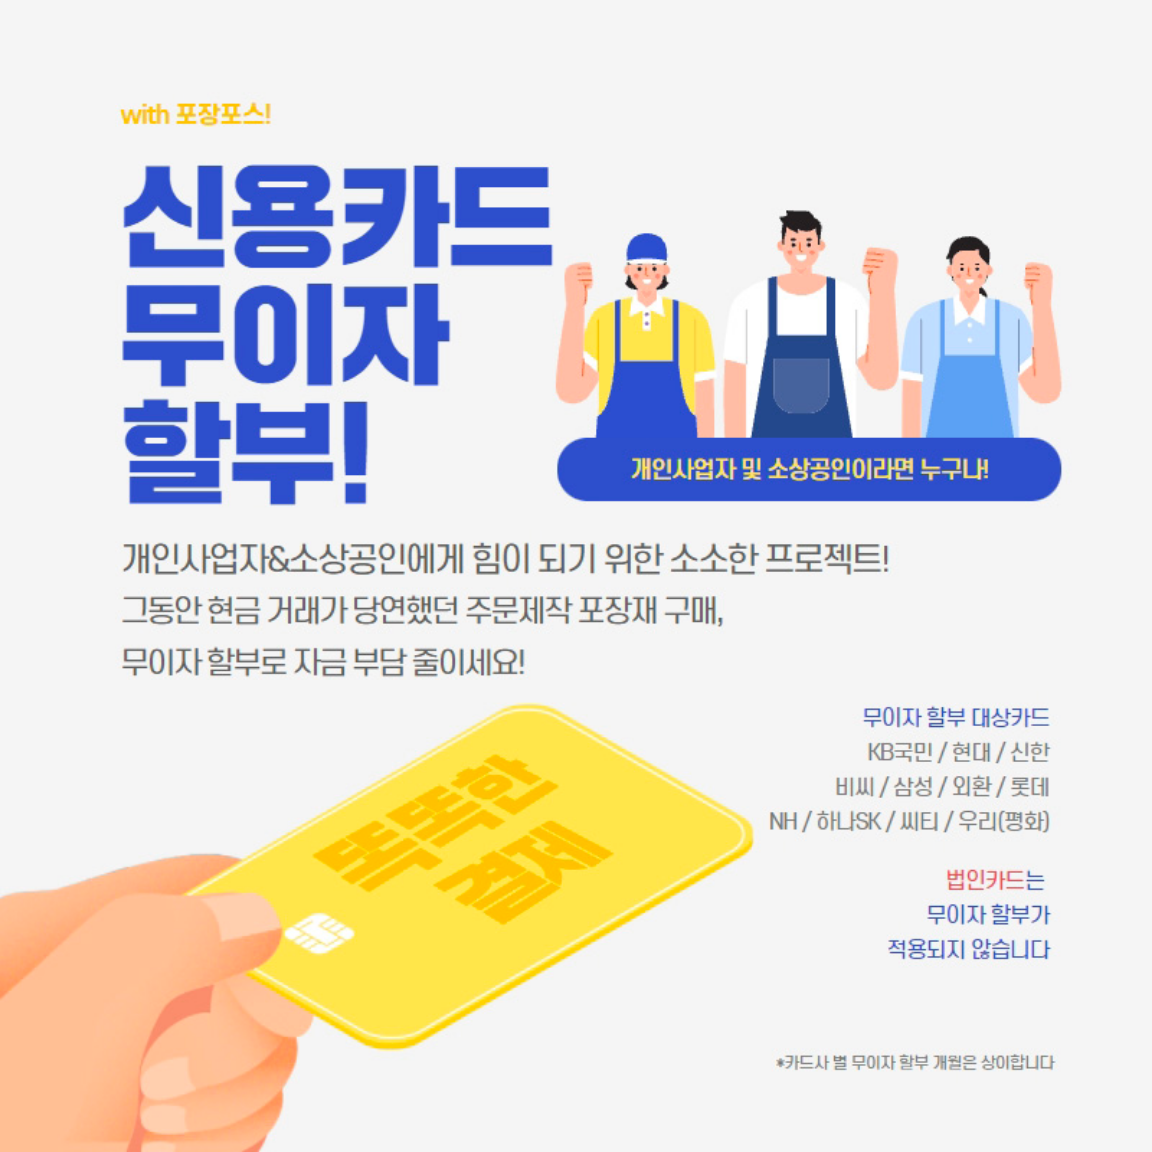 with 포장포스!
신용카드
무이자
할부!
개인사업자 및 소상공인이라면 누구나!
개인사업자&소상공인에게 힘이 되기 위한 소소한 프로젝트!
그동안 현금 거래가 당연했던 주문제작 포장재 구매,
무이자 할부로 자금 부담 줄이세요!
똑똑한
결제
무이자 할부 대상카드
KB국민 / 현대 / 신한
비씨 / 삼성 / 외환 / 롯데
NH / 하나SK / 씨티 / 우리(평화)
법인카드는
무이자 할부가
적용되지 않습니다
*카드사 별 무이자 할부 개월은 상이합니다